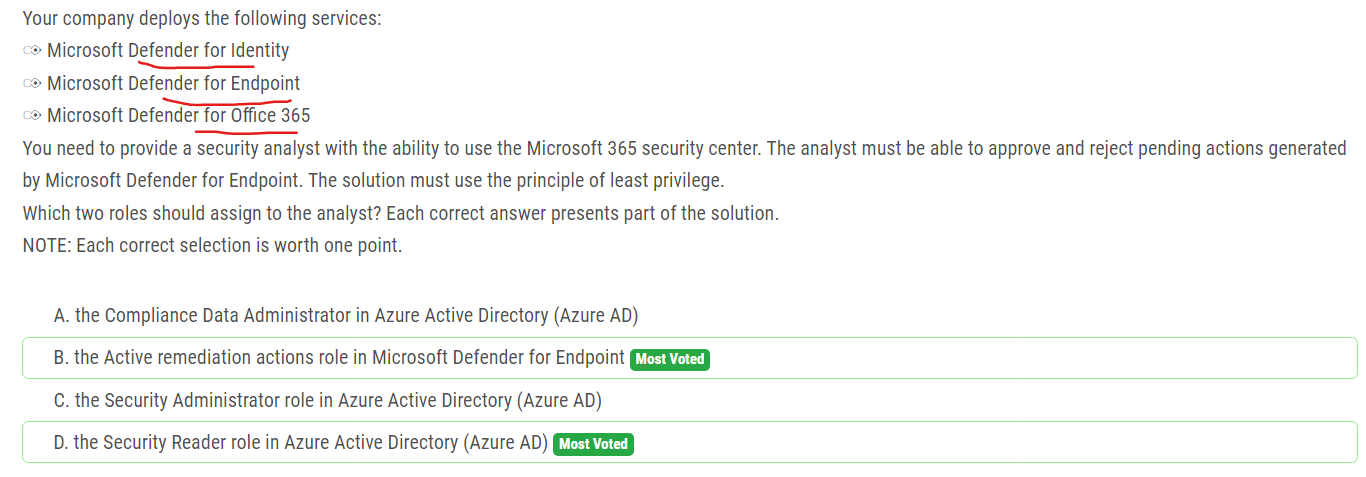 Your company deploys the following services:
Microsoft Defender for Identity
Microsoft Defender for Endpoint
Microsoft Defender for Office 365
You need to provide a security analyst with the ability to use the Microsoft 365 security center. The analyst must be able to approve and reject pending actions generated
by Microsoft Defender for Endpoint. The solution must use the principle of least privilege.
Which two roles should assign to the analyst? Each correct answer presents part of the solution.
NOTE: Each correct selection is worth one point.
A. the Compliance Data Administrator in Azure Active Directory (Azure AD)
B. the Active remediation actions role in Microsoft Defender for Endpoint Most Voted
C. the Security Administrator role in Azure Active Directory (Azure AD)
D. the Security Reader role in Azure Active Directory (Azure AD) Most Voted